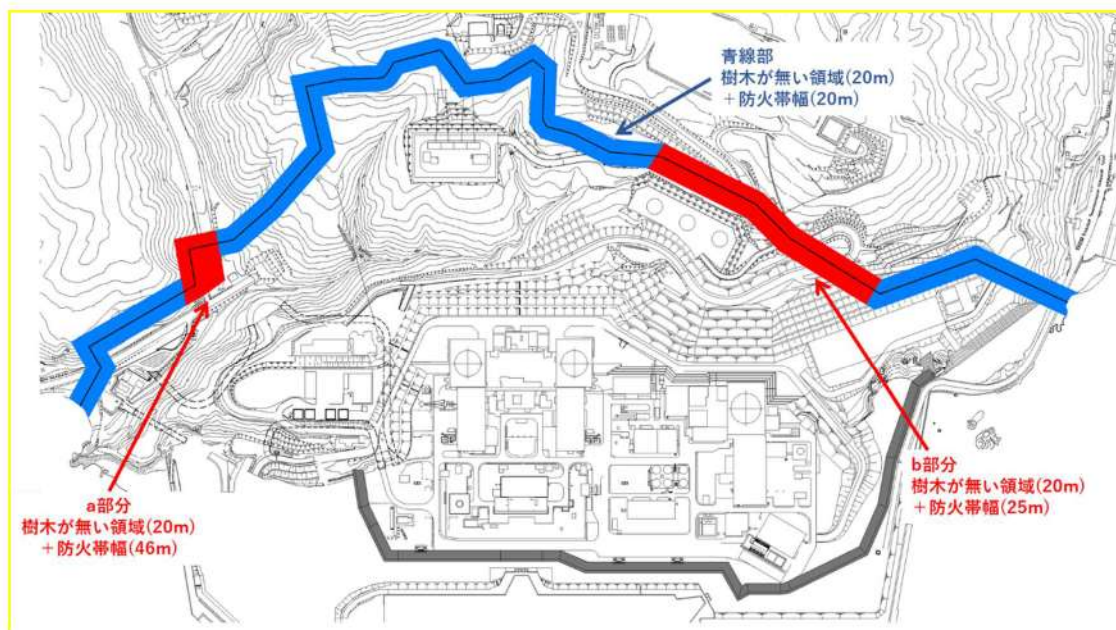 青線部
樹木が無い領域(20m)
＋防火帯幅(20m)
a部分
樹木が無い領域(20m)
＋防火帯幅(46m)
b部分
樹木が無い領域(20m)
＋防火帯幅(25m)